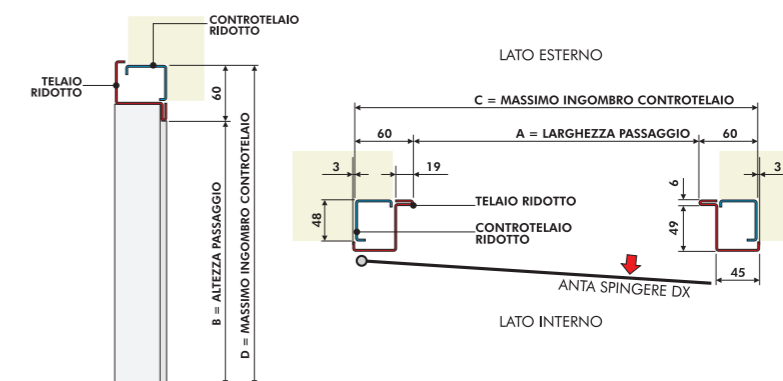 CONTROTELAIO
RIDOTTO
TELAIO
RIDOTTO
60
B = ALTEZZA PASSAGGIO
D = MASSIMO INGOMBRO CONTROTELAIO
LATO ESTERNO
C = MASSIMO INGOMBRO CONTROTELAIO
60
A = LARGHEZZA PASSAGGIO
60
3
19
3
48
TELAIO RIDOTTO
CONTROTELAIO
RIDOTTO
6
49
45
ANTA SPINGERE DX
LATO INTERNO